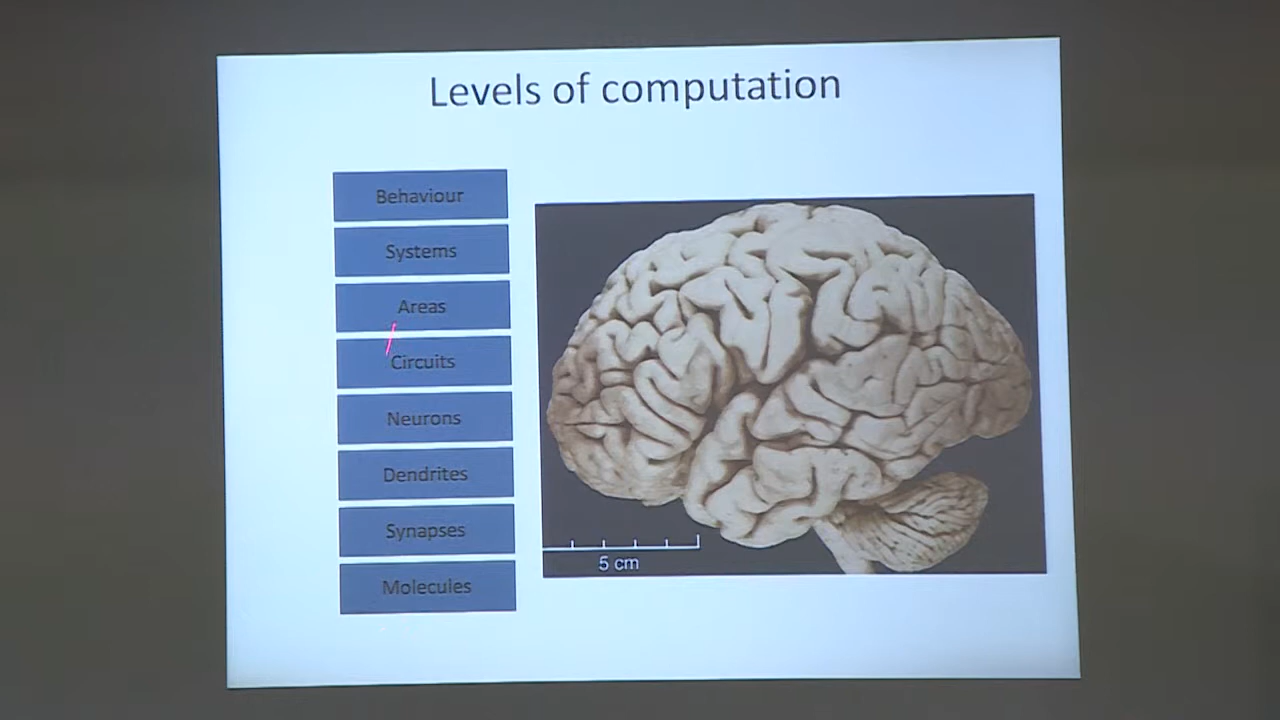 Levels of computation
Behaviour
Systems
Areas
Circuits
Neurons
Dendrites
Synapses
Molecules
5 cm